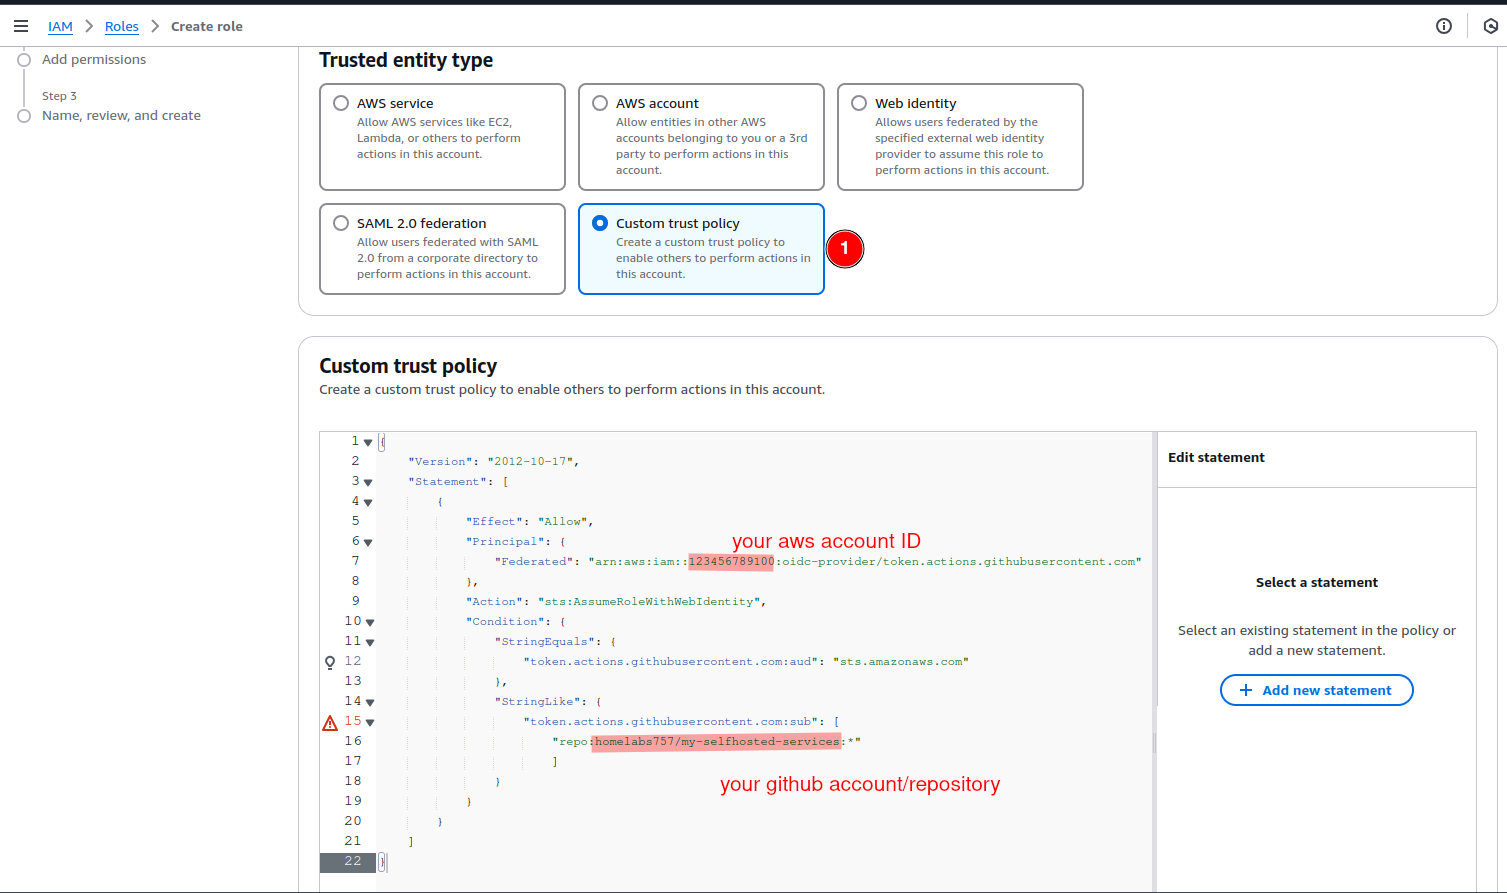 IAM > Roles > Create role
Add permissions
Step 3
Name, review, and create
Trusted entity type
AWS service
Allow AWS services like EC2,
Lambda, or others to perform
actions in this account.
AWS account
Allow entities in other AWS
accounts belonging to you or a 3rd
party to perform actions in this
account.
Web identity
Allows users federated by the
specified external web identity
provider to assume this role to
perform actions in this account.
SAML 2.0 federation
Allow users federated with SAML
2.0 from a corporate directory to
perform actions in this account.
Custom trust policy
Create a custom trust policy to
enable others to perform actions in
this account.
1
Custom trust policy
Create a custom trust policy to enable others to perform actions in this account.
1 {
2 "Version": "2012-10-17",
3 "Statement": [
4 {
5 "Effect": "Allow",
your aws account ID
6 "Principal": {
7 "Federated": "arn:aws:iam::123456789100:oidc-provider/token.actions.githubusercontent.com"
8 },
9 "Action": "sts:AssumeRoleWithWebIdentity",
10 "Condition": {
11 "StringEquals": {
12 "token.actions.githubusercontent.com:aud": "sts.amazonaws.com"
13 },
14 "StringLike": {
15 "token.actions.githubusercontent.com:sub": [
16 "repo:homelabs757/my-selfhosted-services:*"
17 ]
your github account/repository
18 }
19 }
20 }
21 ]
22 }
Edit statement
Select a statement
Select an existing statement in the policy or
add a new statement.
+ Add new statement